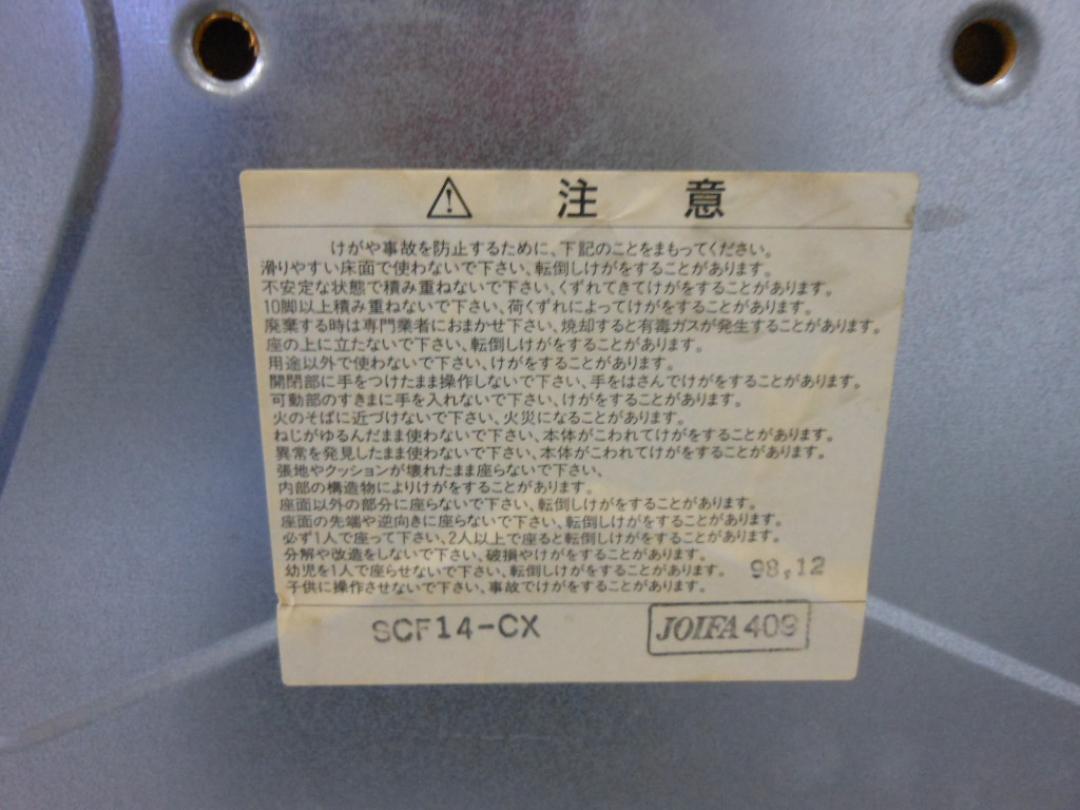 ⚠ 注意
けがや事故を防止するために、下記のことをまもってください。
滑りやすい床面で使わないで下さい、転倒しけがをすることがあります。
不安定な状態で積み重ねないで下さい、くずれてきてけがをすることがあります。
10脚以上積み重ねないで下さい、荷くずれによってけがをすることがあります。
廃棄する時は専門業者におまかせ下さい、焼却すると有毒ガスが発生することがあります。
座の上に立たないで下さい、転倒しけがをすることがあります。
用途以外で使わないで下さい、けがをすることがあります。
開閉部に手をつけたまま操作しないで下さい、手をはさんでけがをすることがあります。
可動部のすきまに手を入れないで下さい、けがをすることがあります。
火のそばに近づけないで下さい、火災になることがあります。
ねじがゆるんだまま使わないで下さい、本体がこわれてけがをすることがあります。
異常を発見したまま使わないで下さい、本体がこわれてけがをすることがあります。
張地やクッションが壊れたまま座らないで下さい、
内部の構造物によりけがをすることがあります。
座面以外の部分に座らないで下さい、転倒しけがをすることがあります。
座面の先端や逆向きに座らないで下さい、転倒しけがをすることがあります。
必ず1人で座って下さい、2人以上で座ると転倒しけがをすることがあります。
分解や改造をしないで下さい、破損やけがをすることがあります。
幼児を1人で座らせないで下さい、転倒しけがをすることがあります。 98,12
子供に操作させないで下さい、事故でけがをすることがあります。
SCF14-CX JOIFA 409